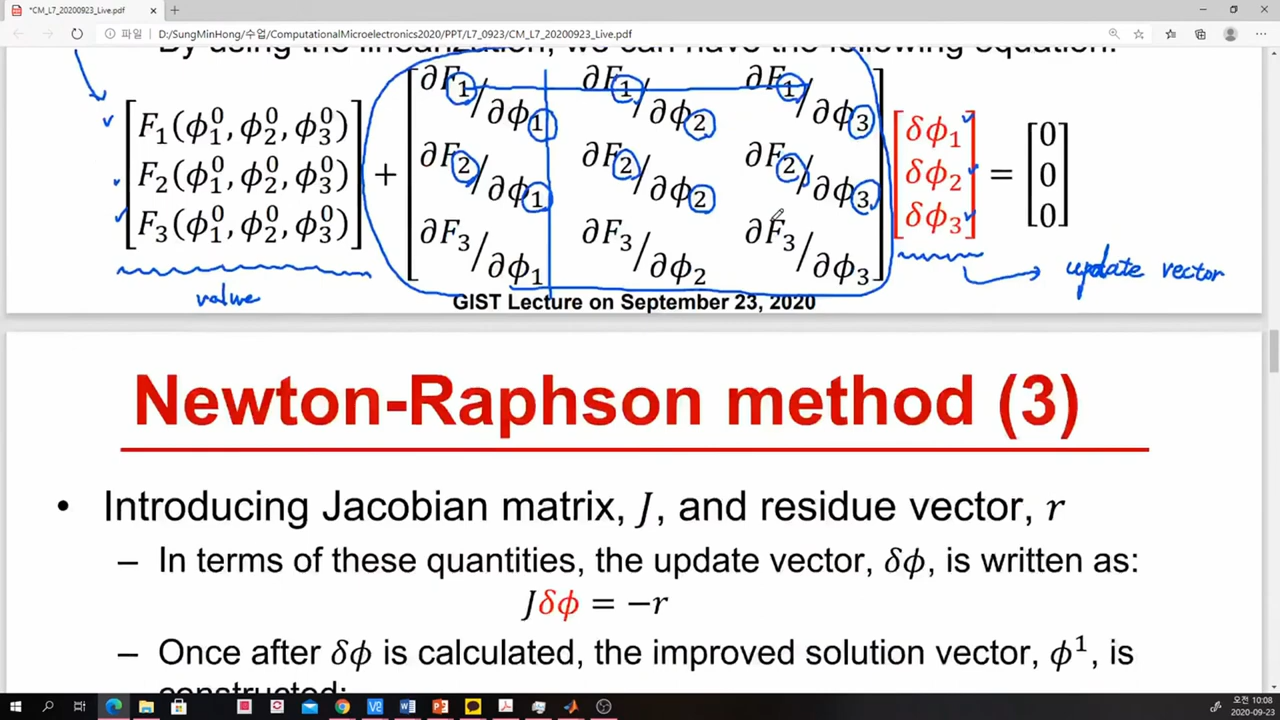 *CM_L7_20200923_Live.pdf
파일 D:/SungMinHong/수업/ComputationalMicroelectronics2020/PPT/L7_0923/CM_L7_20200923_Live.pdf
By using the linearization, we can have the following equation:
[F₁(ϕ₁⁰, ϕ₂⁰, ϕ₃⁰) F₂(ϕ₁⁰, ϕ₂⁰, ϕ₃⁰) F₃(ϕ₁⁰, ϕ₂⁰, ϕ₃⁰)] + [∂F₁/∂ϕ₁ ∂F₁/∂ϕ₂ ∂F₁/∂ϕ₃ ∂F₂/∂ϕ₁ ∂F₂/∂ϕ₂ ∂F₂/∂ϕ₃ ∂F₃/∂ϕ₁ ∂F₃/∂ϕ₂ ∂F₃/∂ϕ₃] [δϕ₁ δϕ₂ δϕ₃] = [0 0 0]
value
update vector
GIST Lecture on September 23, 2020
Newton-Raphson method (3)
• Introducing Jacobian matrix, J, and residue vector, r
– In terms of these quantities, the update vector, δϕ, is written as:
Jδϕ = −r
– Once after δϕ is calculated, the improved solution vector, ϕ¹, is
constructed:
오전 10:08
2020-09-23